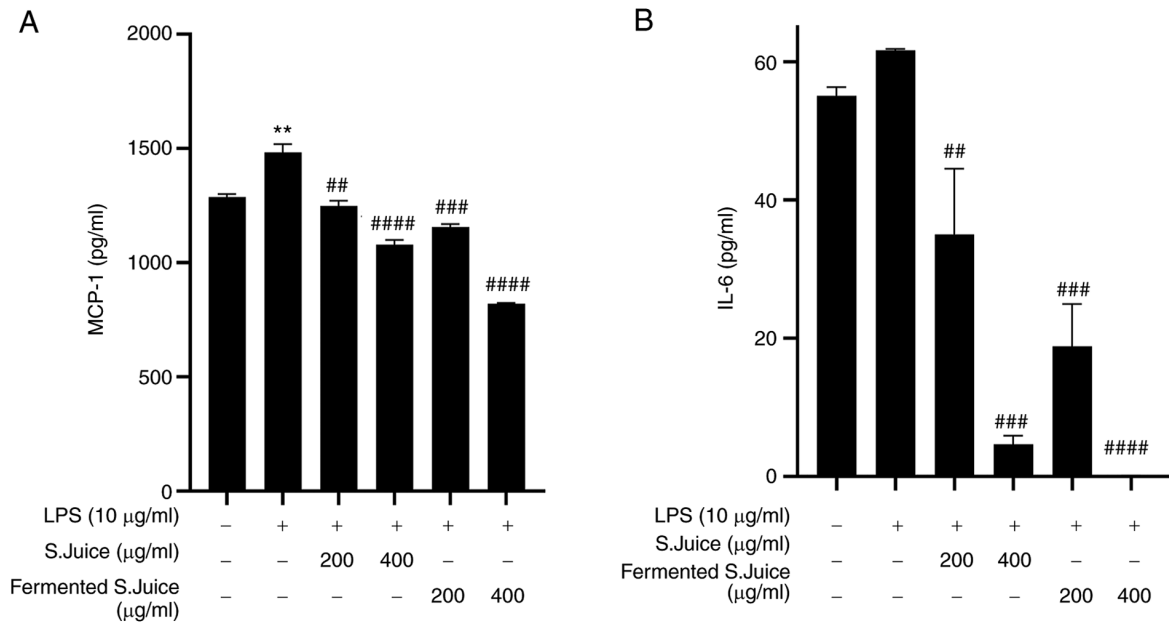 A
2000
1500
1000
500
0
MCP-1 (pg/ml)
**
##
####
###
####
LPS (10 μg/ml) – + + + + +
S.Juice (μg/ml) – – 200 400 – –
Fermented S.Juice – – – – 200 400
(μg/ml)
B
60
40
20
0
IL-6 (pg/ml)
##
###
###
####
LPS (10 μg/ml) – + + + + +
S.Juice (μg/ml) – – 200 400 – –
Fermented S.Juice – – – – 200 400
(μg/ml)